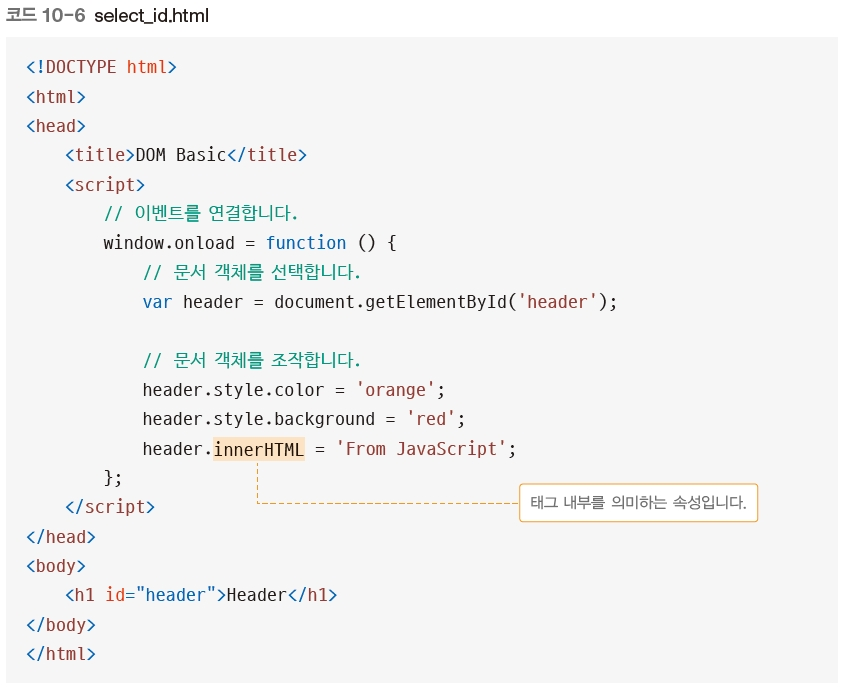 코드 10-6 select_id.html
<!DOCTYPE html>
<html>
<head>
<title>DOM Basic</title>
<script>
// 이벤트를 연결합니다.
window.onload = function () {
// 문서 객체를 선택합니다.
var header = document.getElementById('header');
// 문서 객체를 조작합니다.
header.style.color = 'orange';
header.style.background = 'red';
header.innerHTML = 'From JavaScript';
};
태그 내부를 의미하는 속성입니다.
</script>
</head>
<body>
<h1 id="header">Header</h1>
</body>
</html>